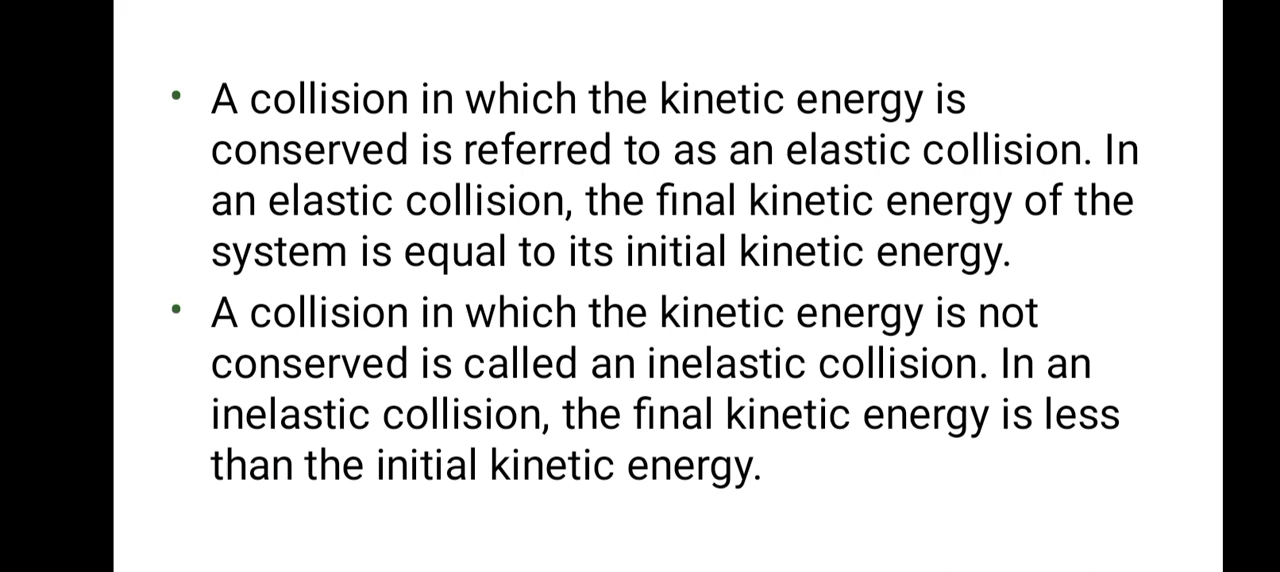 • A collision in which the kinetic energy is
conserved is referred to as an elastic collision. In
an elastic collision, the final kinetic energy of the
system is equal to its initial kinetic energy.
• A collision in which the kinetic energy is not
conserved is called an inelastic collision. In an
inelastic collision, the final kinetic energy is less
than the initial kinetic energy.